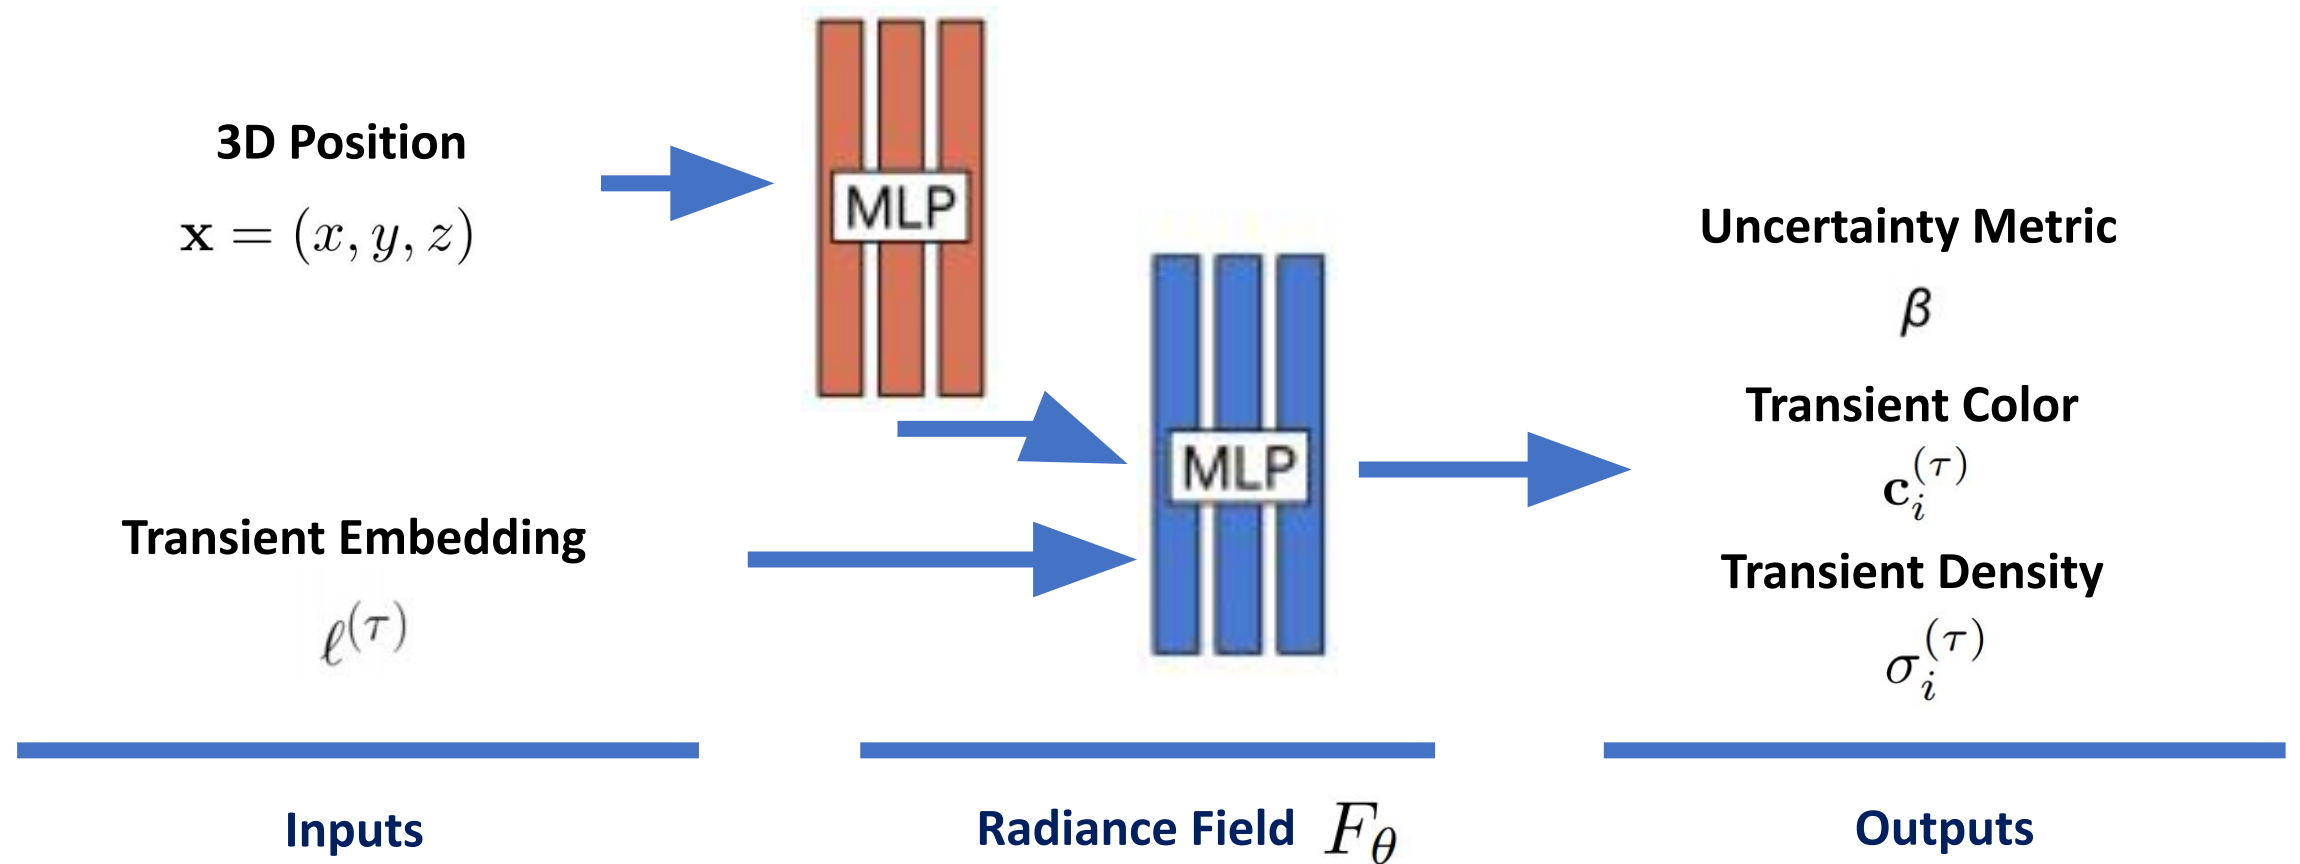 3D Position
x = (x, y, z)
MLP
Transient Embedding
ℓ^(τ)
MLP
Uncertainty Metric
β
Transient Color
c_i^(τ)
Transient Density
σ_i^(τ)
Inputs
Radiance Field F_θ
Outputs